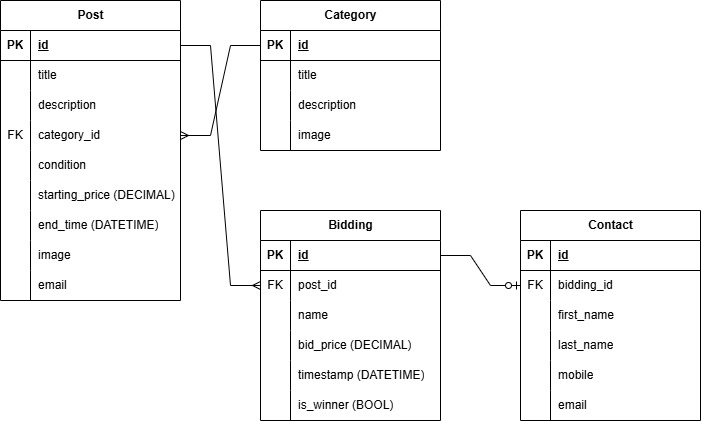 Post
PK id
title
description
FK category_id
condition
starting_price (DECIMAL)
end_time (DATETIME)
image
email
Category
PK id
title
description
image
Bidding
PK id
FK post_id
name
bid_price (DECIMAL)
timestamp (DATETIME)
is_winner (BOOL)
Contact
PK id
FK bidding_id
first_name
last_name
mobile
email